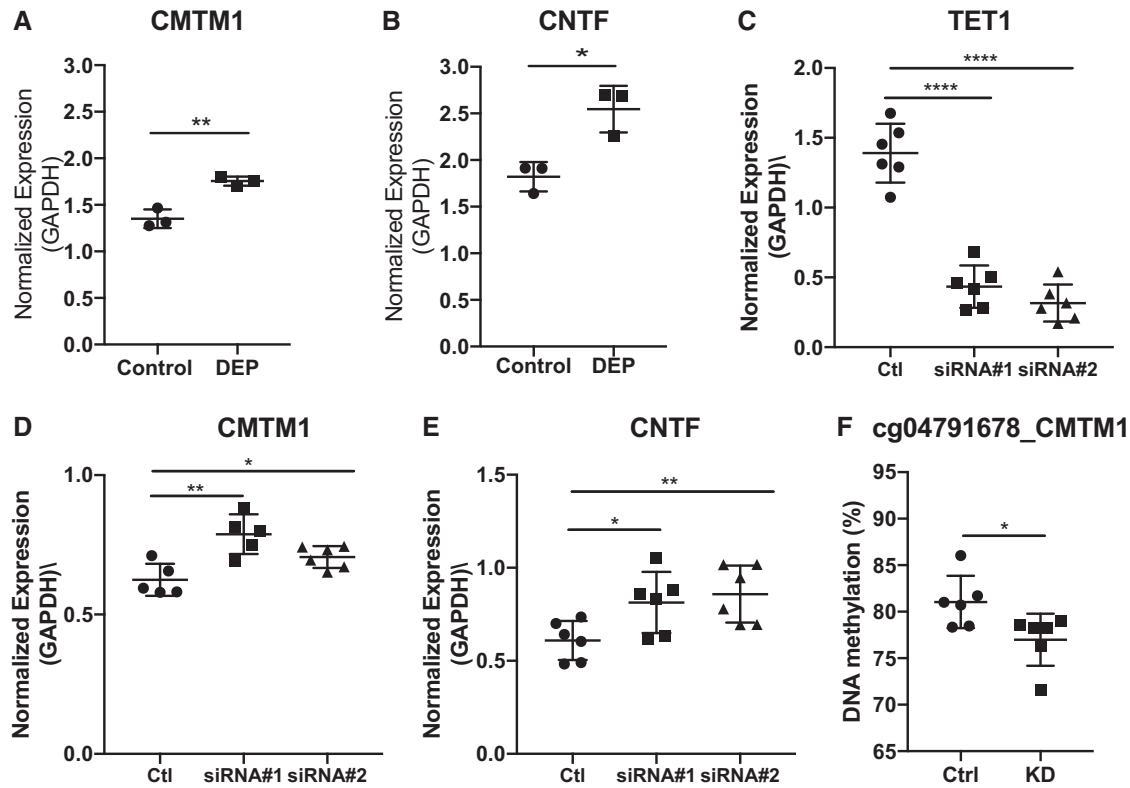 A CMTM1
Normalized Expression
(GAPDH)
3.0
2.5
2.0
1.5
1.0
0.5
0.0
**
Control DEP
B CNTF
Normalized Expression
(GAPDH)
3.0
2.5
2.0
1.5
1.0
0.5
0.0
*
Control DEP
C TET1
Normalized Expression
(GAPDH)\
2.0
1.5
1.0
0.5
0.0
****
****
Ctl siRNA#1 siRNA#2
D CMTM1
Normalized Expression
(GAPDH)\
1.0
0.5
0.0
*
**
Ctl siRNA#1 siRNA#2
E CNTF
Normalized Expression
(GAPDH)\
1.5
1.0
0.5
0.0
**
*
Ctl siRNA#1 siRNA#2
F cg04791678_CMTM1
DNA methylation (%)
95
90
85
80
75
70
65
*
Ctrl KD